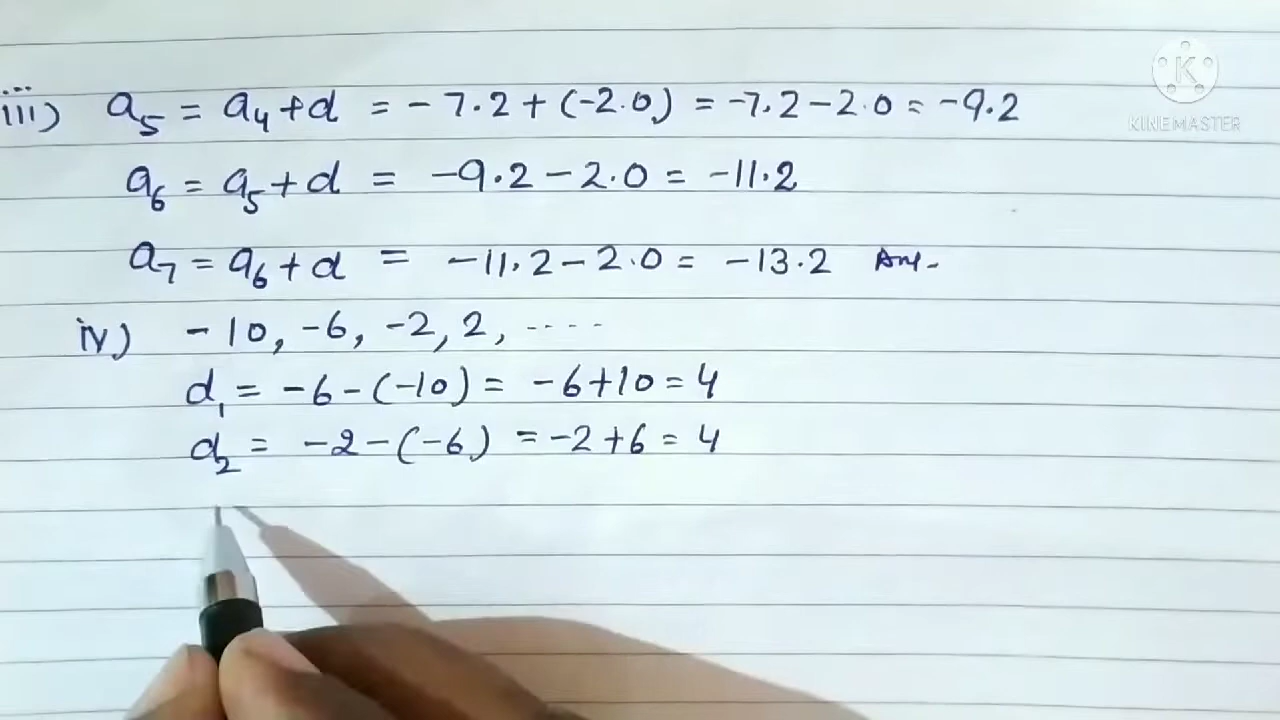 iii) a₅ = a₄ + d = -7.2 + (-2.0) = -7.2 - 2.0 = -9.2
K
KINEMASTER
a₆ = a₅ + d = -9.2 - 2.0 = -11.2
a₇ = a₆ + d = -11.2 - 2.0 = -13.2 Ans.
iv) -10, -6, -2, 2, .....
d₁ = -6 - (-10) = -6 + 10 = 4
d₂ = -2 - (-6) = -2 + 6 = 4